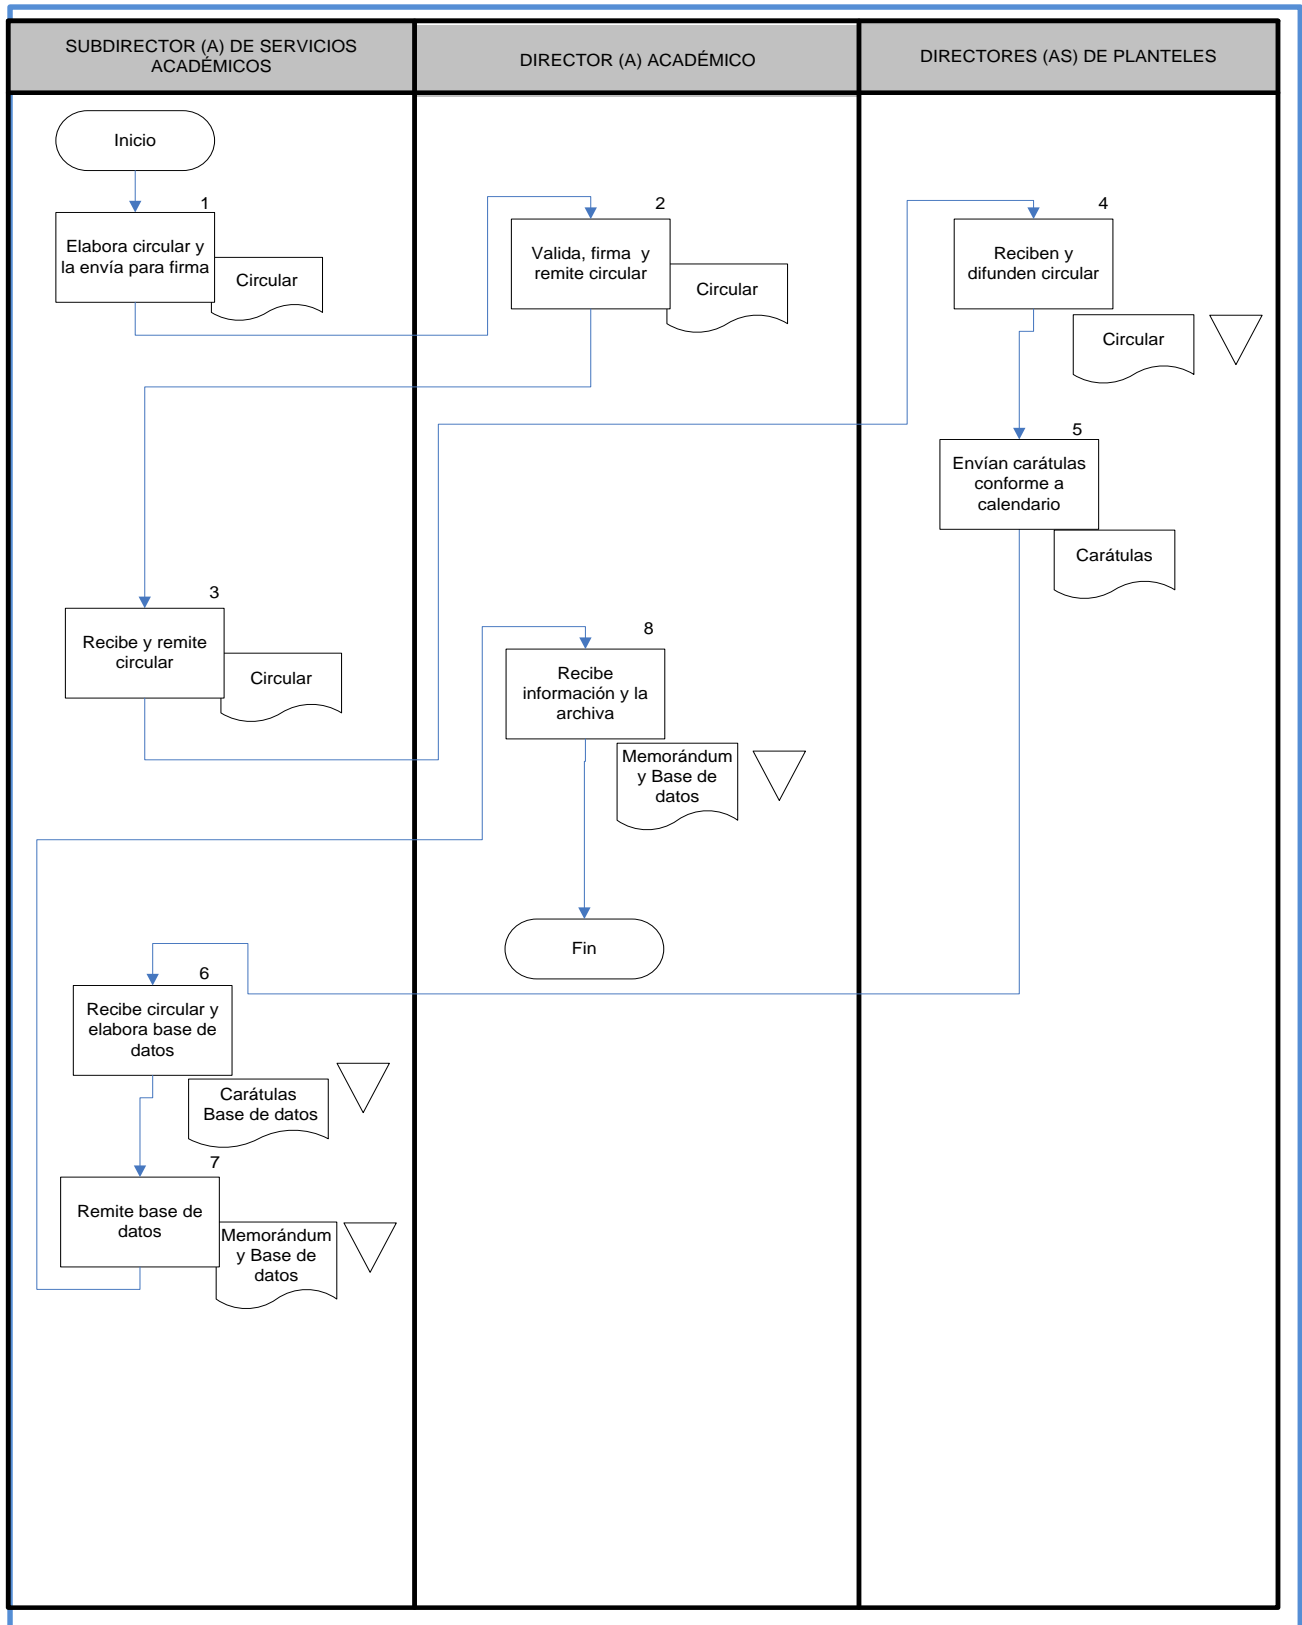 SUBDIRECTOR (A) DE SERVICIOS
ACADÉMICOS
DIRECTOR (A) ACADÉMICO
DIRECTORES (AS) DE PLANTELES
Inicio
1
Elabora circular y
la envía para firma
Circular
2
Valida, firma y
remite circular
Circular
3
Recibe y remite
circular
Circular
4
Reciben y
difunden circular
Circular
5
Envían carátulas
conforme a
calendario
Carátulas
6
Recibe circular y
elabora base de
datos
Carátulas
Base de datos
7
Remite base de
datos
Memorándum
y Base de
datos
8
Recibe
información y la
archiva
Memorándum
y Base de
datos
Fin